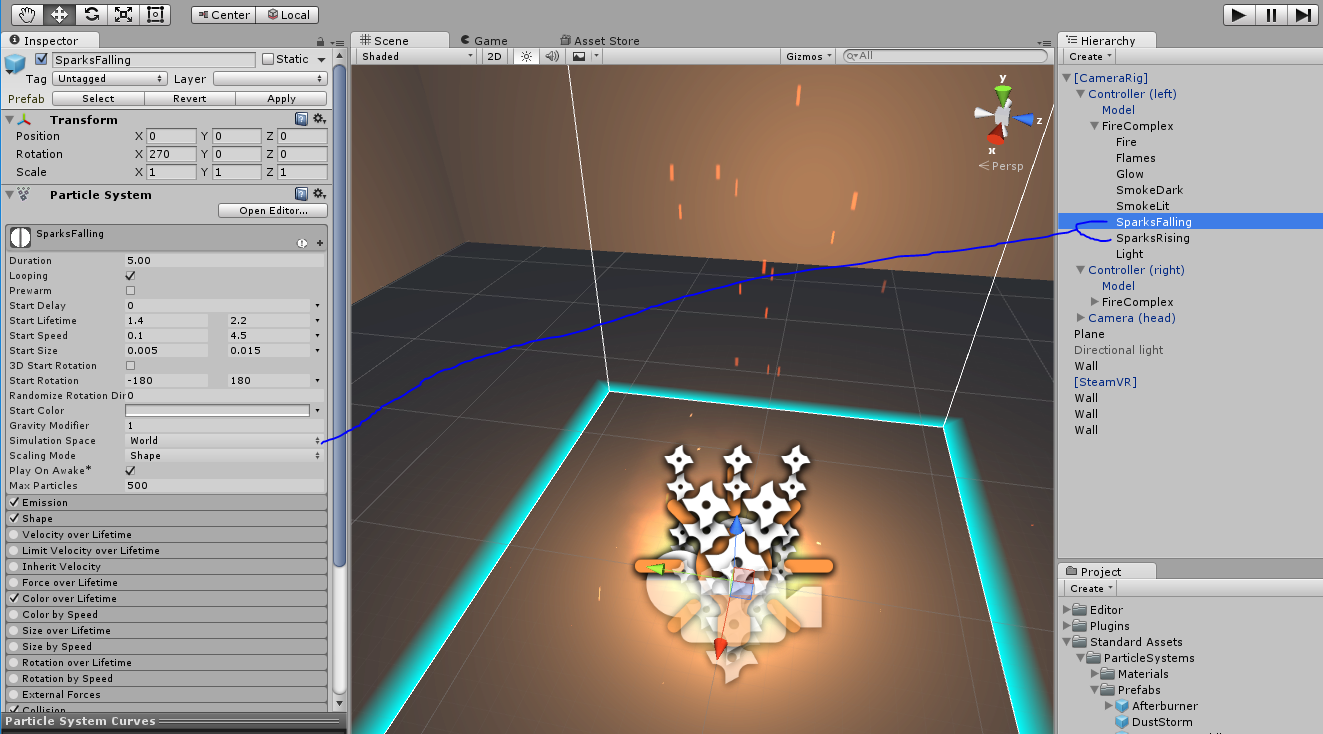 Center Local
Inspector
SparksFalling Static
Tag Untagged Layer
Prefab Select Revert Apply
Transform
Position X 0 Y 0 Z 0
Rotation X 270 Y 0 Z 0
Scale X 1 Y 1 Z 1
Particle System
Open Editor...
SparksFalling
Duration 5.00
Looping
Prewarm
Start Delay 0
Start Lifetime 1.4 2.2
Start Speed 0.1 4.5
Start Size 0.005 0.015
3D Start Rotation
Start Rotation -180 180
Randomize Rotation Dir 0
Start Color
Gravity Modifier 1
Simulation Space World
Scaling Mode Shape
Play On Awake*
Max Particles 500
Emission
Shape
Velocity over Lifetime
Limit Velocity over Lifetime
Inherit Velocity
Force over Lifetime
Color over Lifetime
Color by Speed
Size over Lifetime
Size by Speed
Rotation over Lifetime
Rotation by Speed
External Forces
Collision
Particle System Curves
Scene Game Asset Store
Shaded 2D Gizmos All
y
z
x
Persp
Hierarchy
Create
[CameraRig]
Controller (left)
Model
FireComplex
Fire
Flames
Glow
SmokeDark
SmokeLit
SparksFalling
SparksRising
Light
Controller (right)
Model
FireComplex
Camera (head)
Plane
Directional light
Wall
[SteamVR]
Wall
Wall
Wall
Project
Create
Editor
Plugins
Standard Assets
ParticleSystems
Materials
Prefabs
Afterburner
DustStorm